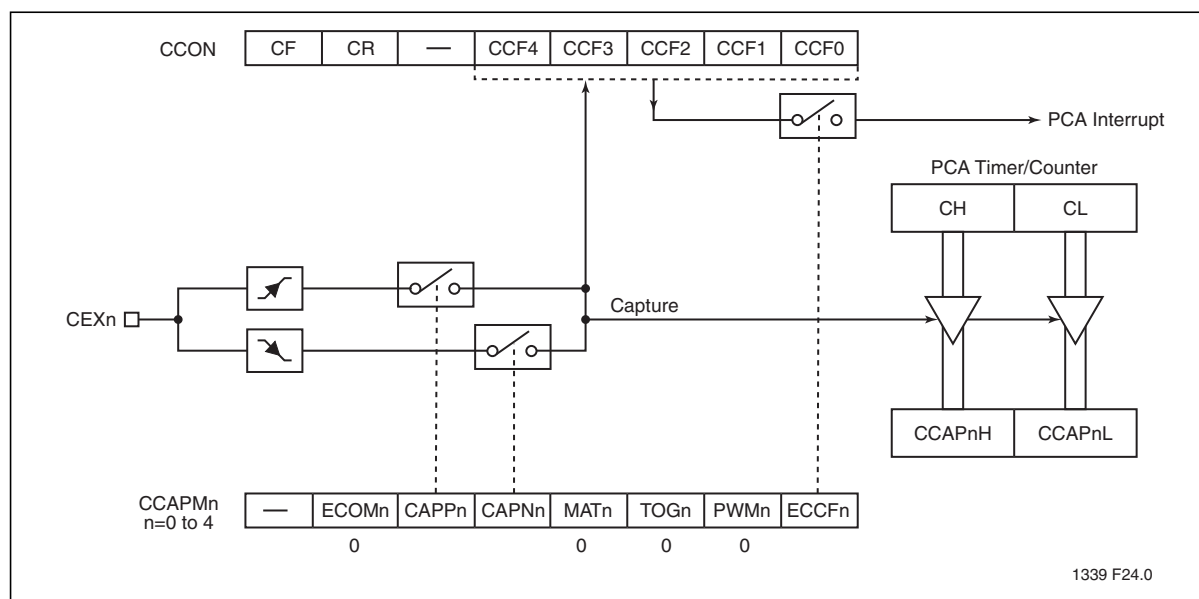 CCON CF CR — CCF4 CCF3 CCF2 CCF1 CCF0
PCA Interrupt
PCA Timer/Counter
CH CL
CEXn
Capture
CCAPnH CCAPnL
CCAPMn
n=0 to 4
— ECOMn CAPPn CAPNn MATn TOGn PWMn ECCFn
0 0 0 0
1339 F24.0